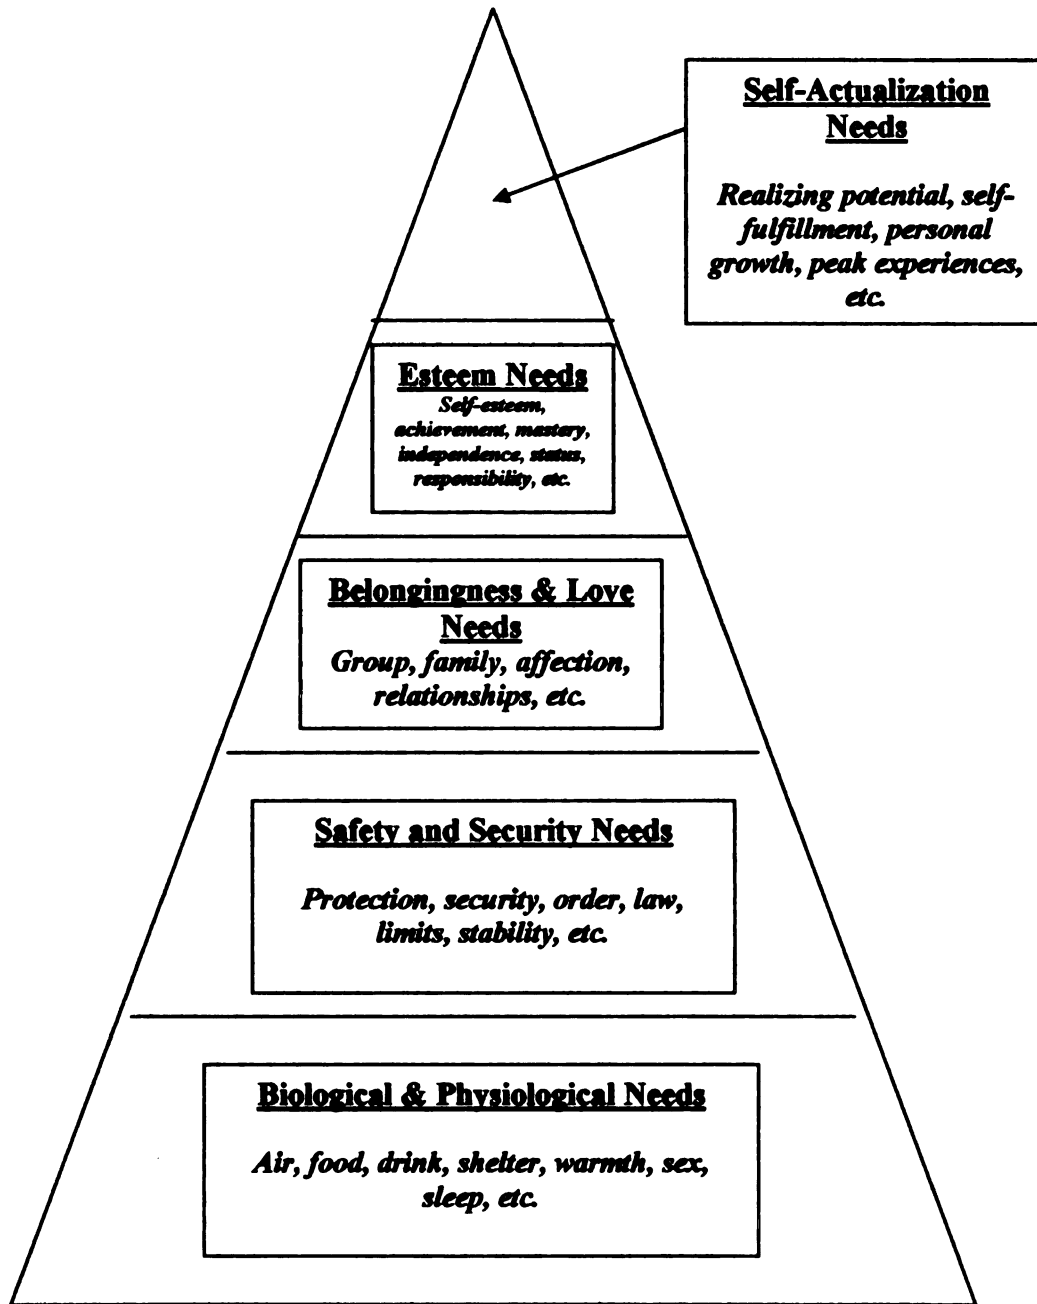 Self-Actualization
Needs
Realizing potential, self-
fulfillment, personal
growth, peak experiences,
etc.
Esteem Needs
Self-esteem,
achievement, mastery,
independence, status,
responsibility, etc.
Belongingness & Love
Needs
Group, family, affection,
relationships, etc.
Safety and Security Needs
Protection, security, order, law,
limits, stability, etc.
Biological & Physiological Needs
Air, food, drink, shelter, warmth, sex,
sleep, etc.